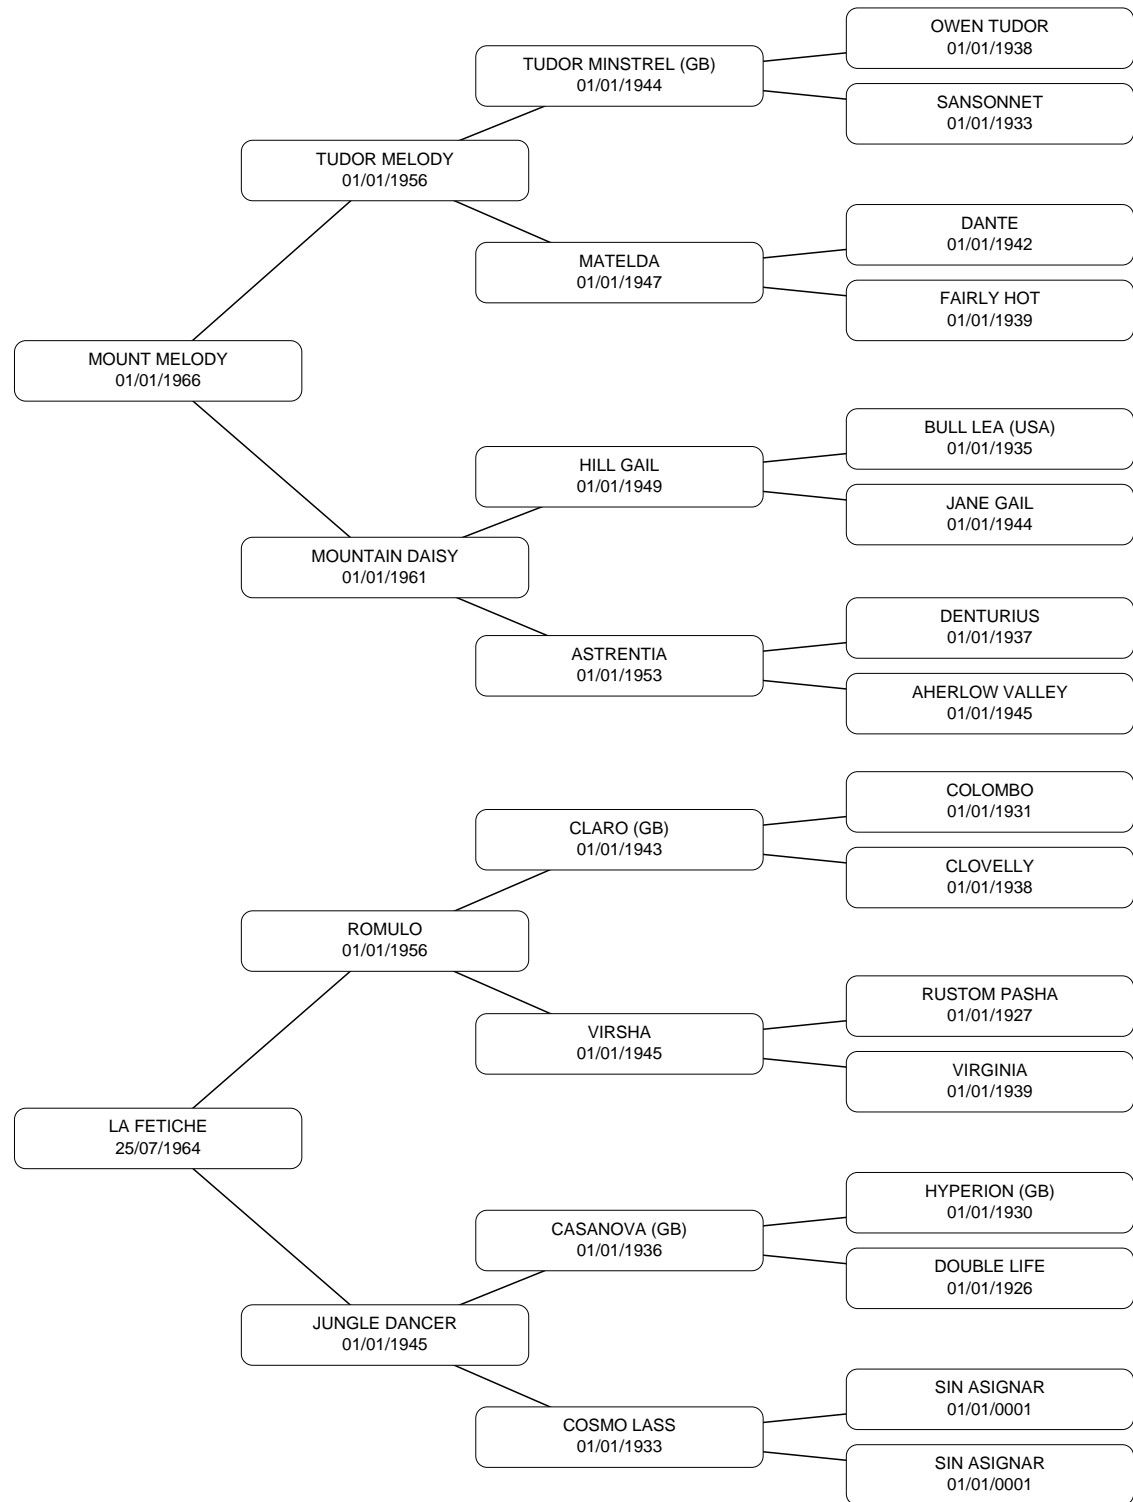 OWEN TUDOR
01/01/1938
TUDOR MINSTREL (GB)
01/01/1944
SANSONNET
01/01/1933
TUDOR MELODY
01/01/1956
DANTE
01/01/1942
MATELDA
01/01/1947
FAIRLY HOT
01/01/1939
MOUNT MELODY
01/01/1966
BULL LEA (USA)
01/01/1935
HILL GAIL
01/01/1949
JANE GAIL
01/01/1944
MOUNTAIN DAISY
01/01/1961
DENTURIUS
01/01/1937
ASTRENTIA
01/01/1953
AHERLOW VALLEY
01/01/1945
COLOMBO
01/01/1931
CLARO (GB)
01/01/1943
CLOVELLY
01/01/1938
ROMULO
01/01/1956
RUSTOM PASHA
01/01/1927
VIRSHA
01/01/1945
VIRGINIA
01/01/1939
LA FETICHE
25/07/1964
HYPERION (GB)
01/01/1930
CASANOVA (GB)
01/01/1936
DOUBLE LIFE
01/01/1926
JUNGLE DANCER
01/01/1945
SIN ASIGNAR
01/01/0001
COSMO LASS
01/01/1933
SIN ASIGNAR
01/01/0001